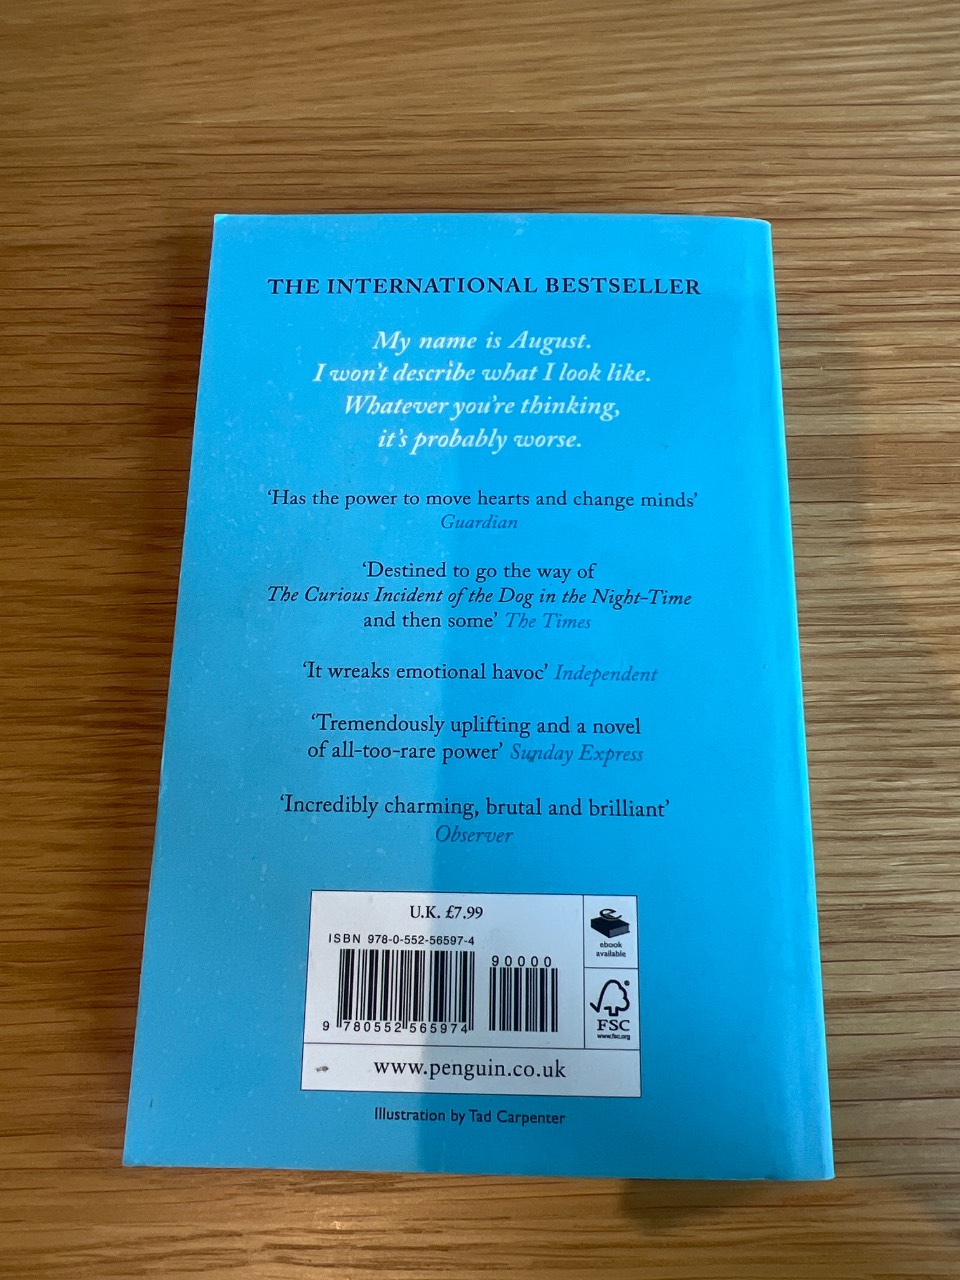 THE INTERNATIONAL BESTSELLER
My name is August.
I won't describe what I look like.
Whatever you're thinking,
it's probably worse.
‘Has the power to move hearts and change minds’
Guardian
‘Destined to go the way of
The Curious Incident of the Dog in the Night-Time
and then some’ The Times
‘It wreaks emotional havoc’ Independent
‘Tremendously uplifting and a novel
of all-too-rare power’ Sunday Express
‘Incredibly charming, brutal and brilliant’
Observer
U.K. £7.99
ISBN 978-0-552-56597-4
90000
9 780552 565974
ebook
available
FSC
www.fsc.org
www.penguin.co.uk
Illustration by Tad Carpenter